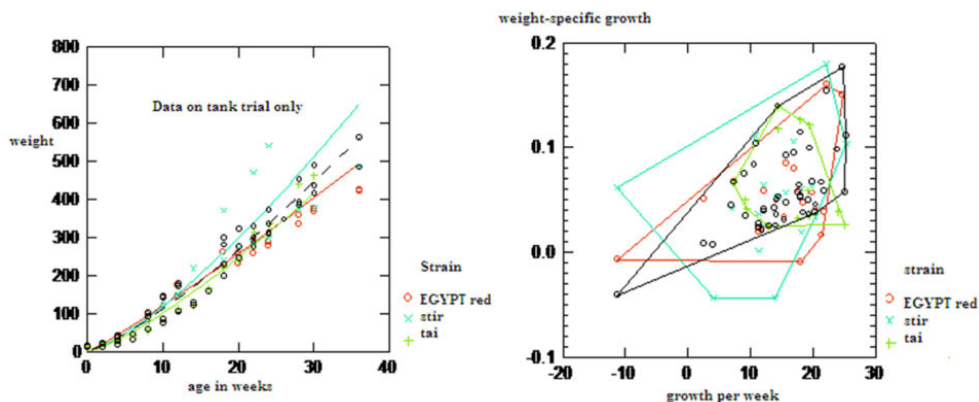 weight-specific growth
800
700
600
500
400
300
200
100
0
weight
Data on tank trial only
0 10 20 30 40
age in weeks
Strain
EGYPT red
stir
tai
0.2
0.1
0.0
-0.1
-20 -10 0 10 20 30
growth per week
strain
EGYPT red
stir
tai